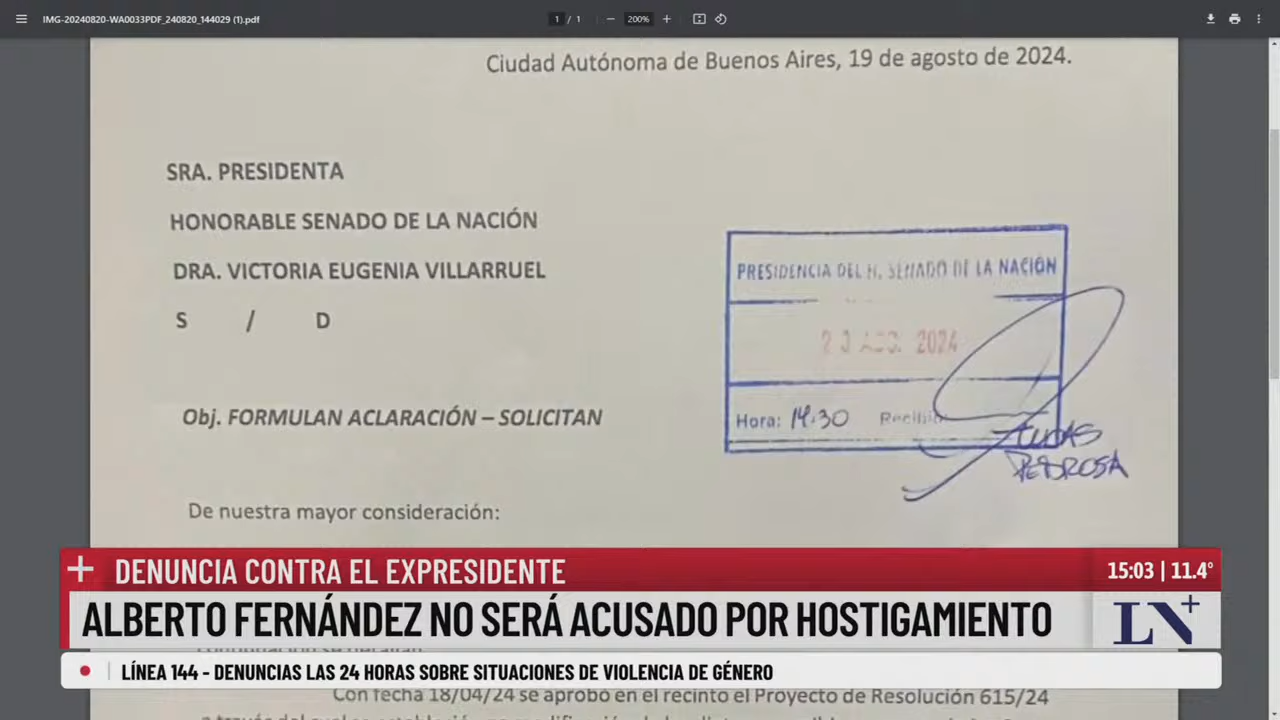 IMG-20240820-WA0033PDF_240820_144029 (1).pdf
1 / 1
200%
Ciudad Autónoma de Buenos Aires, 19 de agosto de 2024.
SRA. PRESIDENTA
HONORABLE SENADO DE LA NACIÓN
DRA. VICTORIA EUGENIA VILLARRUEL
S / D
PRESIDENCIA DEL H. SENADO DE LA NACIÓN
AGO. 2024
Hora: 14:30 Recibió
PEDROSA
Obj. FORMULAN ACLARACIÓN – SOLICITAN
De nuestra mayor consideración:
DENUNCIA CONTRA EL EXPRESIDENTE
15:03 | 11.4°
ALBERTO FERNÁNDEZ NO SERÁ ACUSADO POR HOSTIGAMIENTO
LN+
LÍNEA 144 - DENUNCIAS LAS 24 HORAS SOBRE SITUACIONES DE VIOLENCIA DE GÉNERO
Con fecha 18/04/24 se aprobó en el recinto el Proyecto de Resolución 615/24